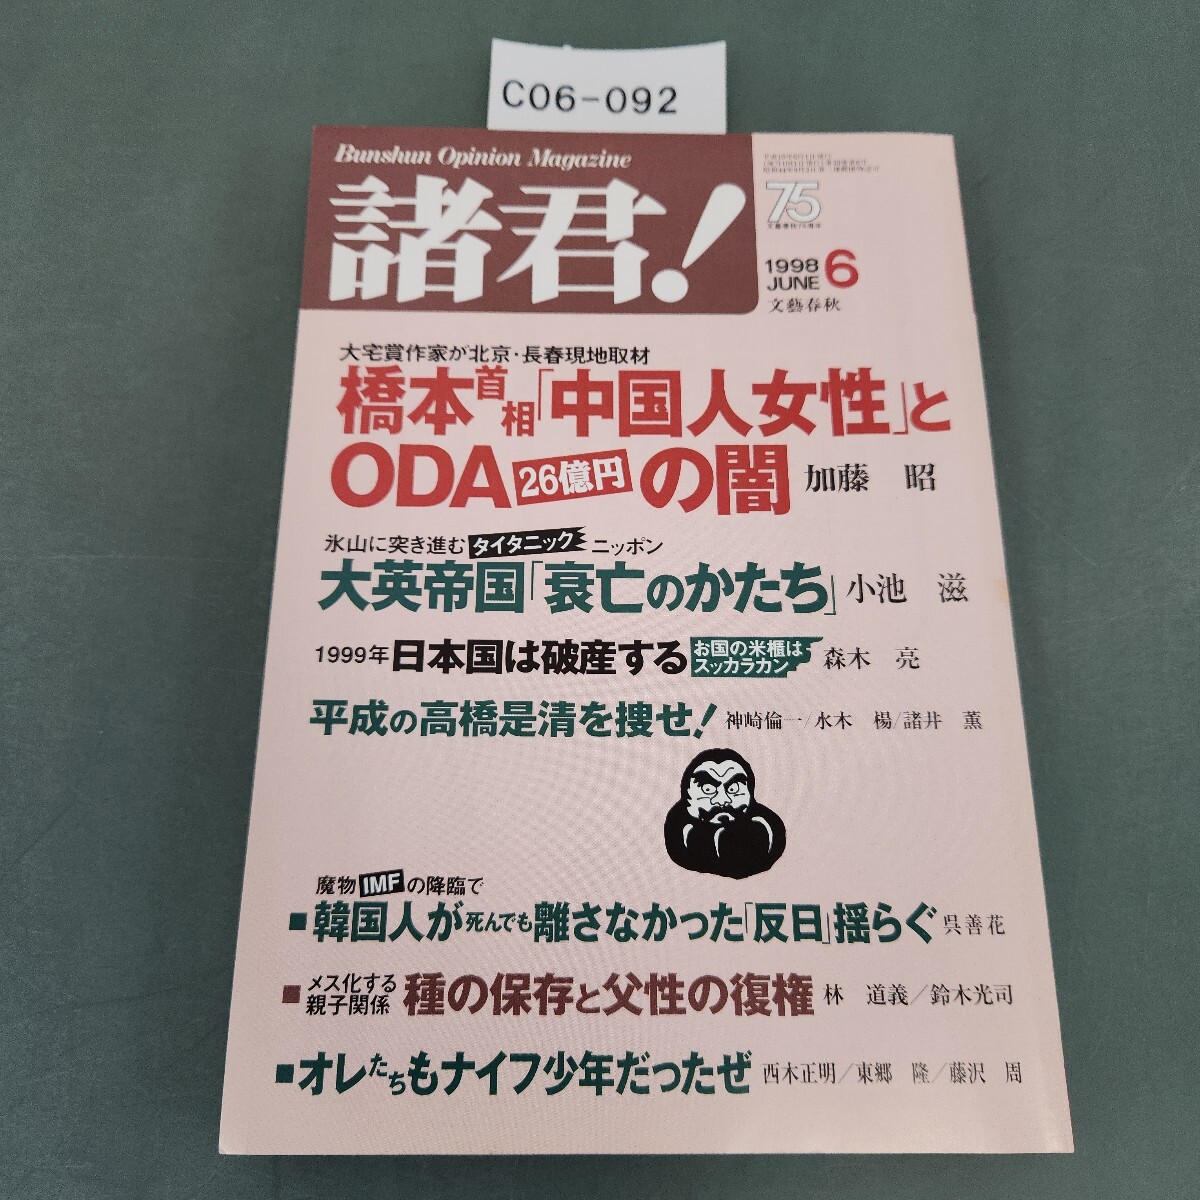 C06-092
Bunshun Opinion Magazine
諸君!
75
文藝春秋75周年
1998
JUNE 6
文藝春秋
大宅賞作家が北京・長春現地取材
橋本首相「中国人女性」と
ODA 26億円 の闇 加藤 昭
氷山に突き進む タイタニック ニッポン
大英帝国「衰亡のかたち」 小池 滋
1999年 日本国は破産する お国の米櫃はスッカラカン 森木 亮
平成の高橋是清を捜せ! 神崎倫一/水木 楊/諸井 薫
魔物 IMF の降臨で
■韓国人が死んでも離さなかった「反日」揺らぐ 呉善花
■メス化する親子関係 種の保存と父性の復権 林 道義/鈴木光司
■オレたちもナイフ少年だったぜ 西木正明/東郷 隆/藤沢 周